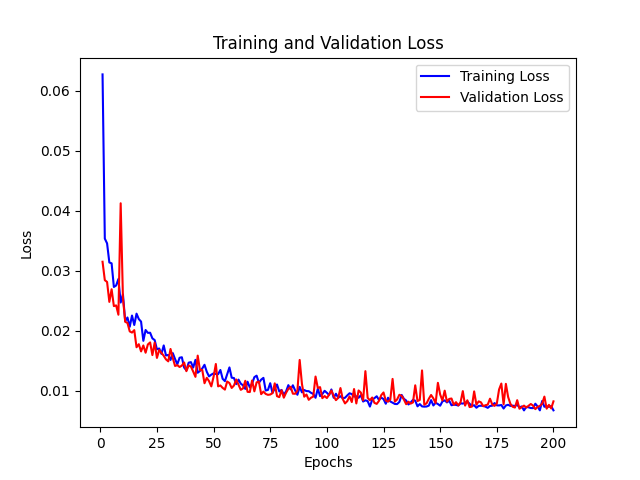 Training and Validation Loss
Training Loss
Validation Loss
0.06
0.05
0.04
0.03
0.02
0.01
Loss
0 25 50 75 100 125 150 175 200
Epochs